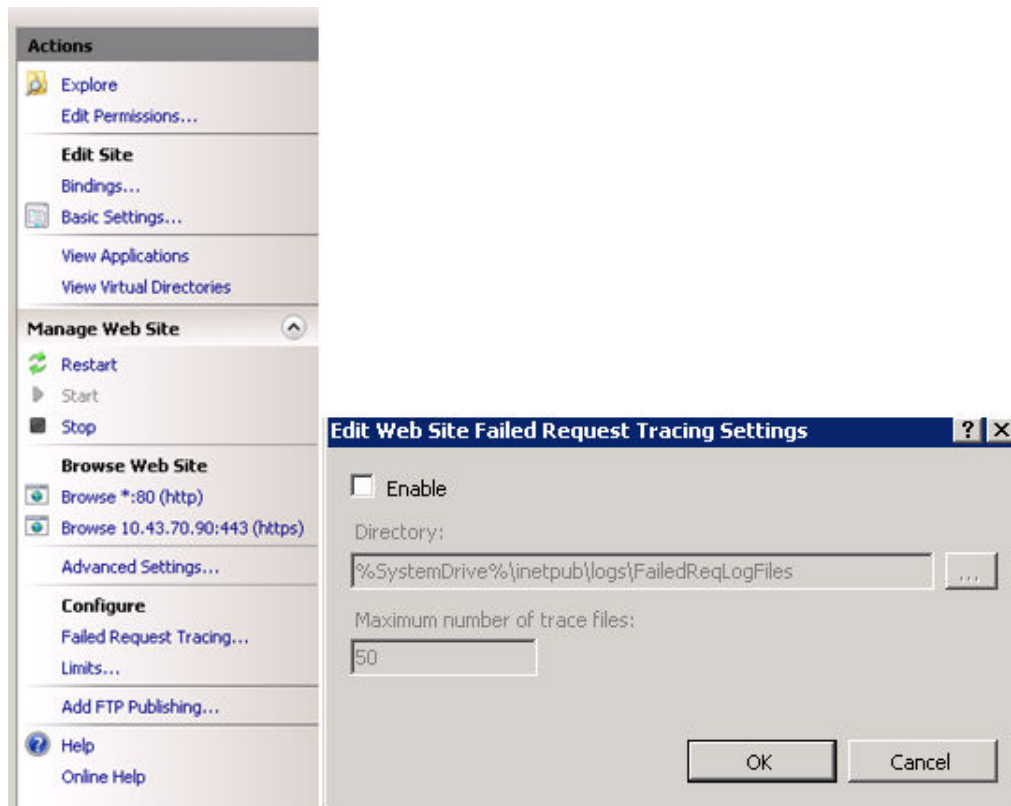 Actions
Explore
Edit Permissions...
Edit Site
Bindings...
Basic Settings...
View Applications
View Virtual Directories
Manage Web Site
Restart
Start
Stop
Browse Web Site
Browse *:80 (http)
Browse 10.43.70.90:443 (https)
Advanced Settings...
Configure
Failed Request Tracing...
Limits...
Add FTP Publishing...
Help
Online Help
Edit Web Site Failed Request Tracing Settings
Enable
Directory:
%SystemDrive%\inetpub\logs\FailedReqLogFiles
...
Maximum number of trace files:
50
OK
Cancel